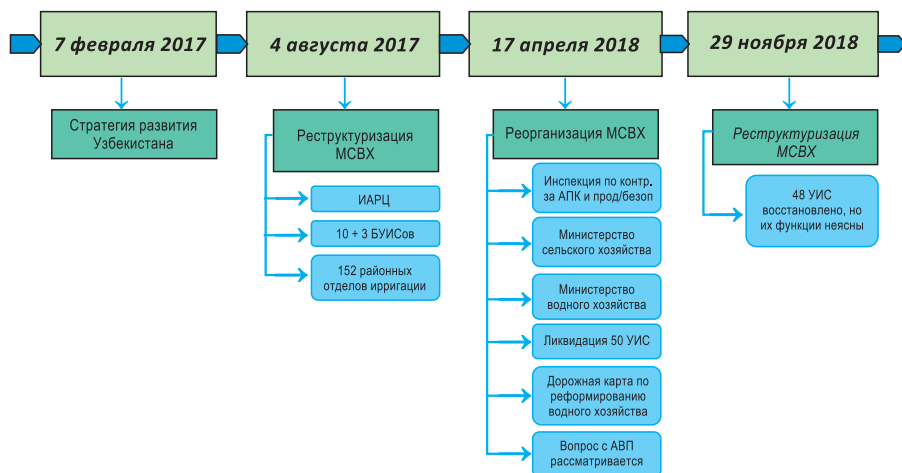 7 февраля 2017
4 августа 2017
17 апреля 2018
29 ноября 2018
Стратегия развития
Узбекистана
Реструктуризация
МСВХ
ИАРЦ
10 + 3 БУИСов
152 районных
отделов ирригации
Реорганизация МСВХ
Инспекция по контр.
за АПК и прод/безоп
Министерство
сельского хозяйства
Министерство
водного хозяйства
Ликвидация 50 УИС
Дорожная карта по
реформированию
водного хозяйства
Вопрос с АВП
рассматривается
Реструктуризация
МСВХ
48 УИС
восстановлено, но
их функции неясны